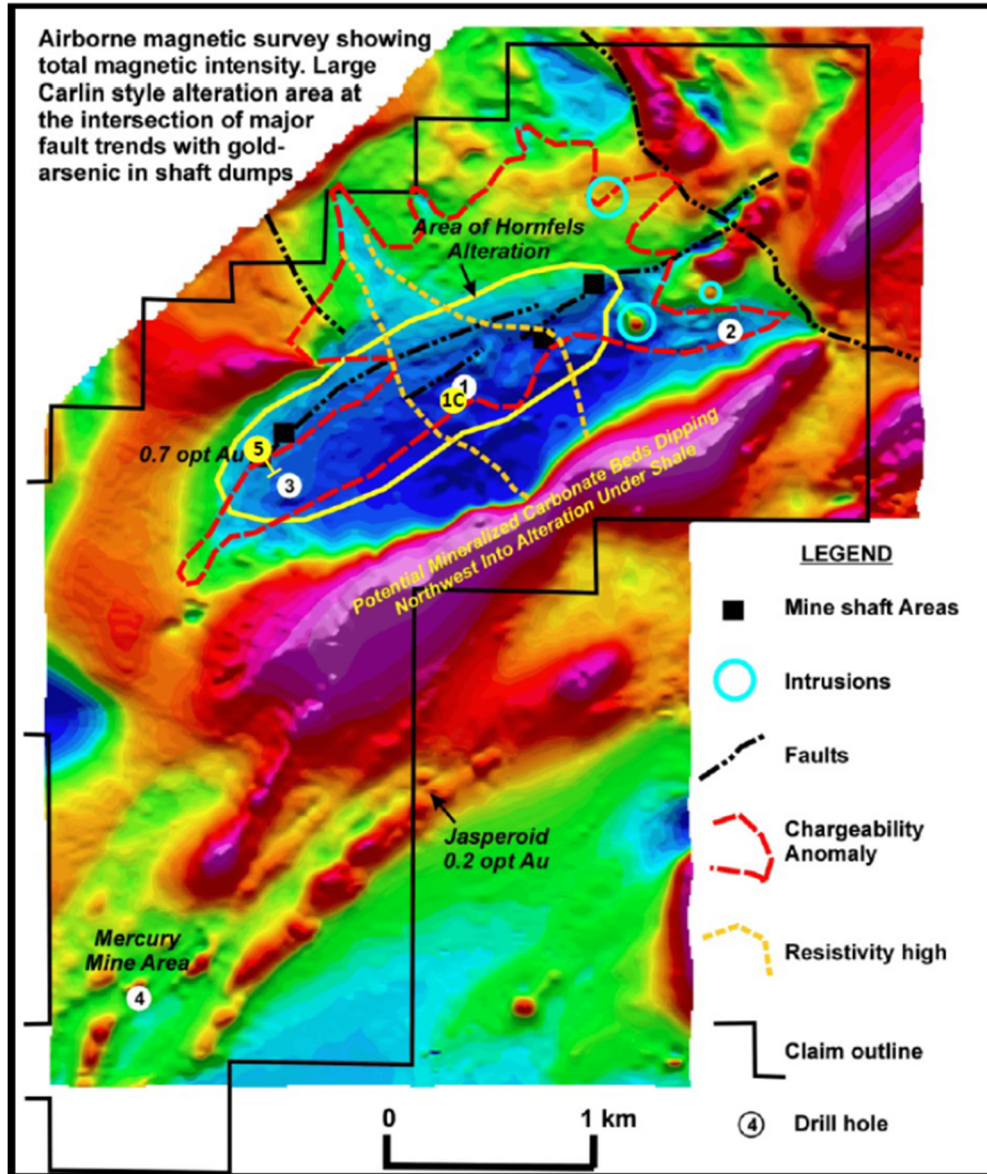 Airborne magnetic survey showing
total magnetic intensity. Large
Carlin style alteration area at
the intersection of major
fault trends with gold-
arsenic in shaft dumps
Area of Hornfels
Alteration
2
1
1C
0.7 opt Au
5
3
Potential Mineralized Carbonate Beds Dipping
Northwest Into Alteration Under Shale
Jasperoid
0.2 opt Au
Mercury
Mine Area
4
LEGEND
Mine shaft Areas
Intrusions
Faults
Chargeability
Anomaly
Resistivity high
Claim outline
4 Drill hole
0 1 km